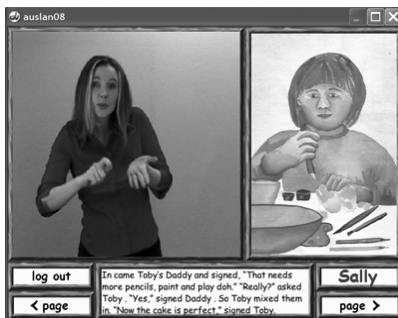 auslan08
log out
< page
In came Toby's Daddy and signed, "That needs
more pencils, paint and play doh." "Really?" asked
Toby . "Yes," signed Daddy . So Toby mixed them
in. "Now the cake is perfect," signed Toby.
Sally
page >